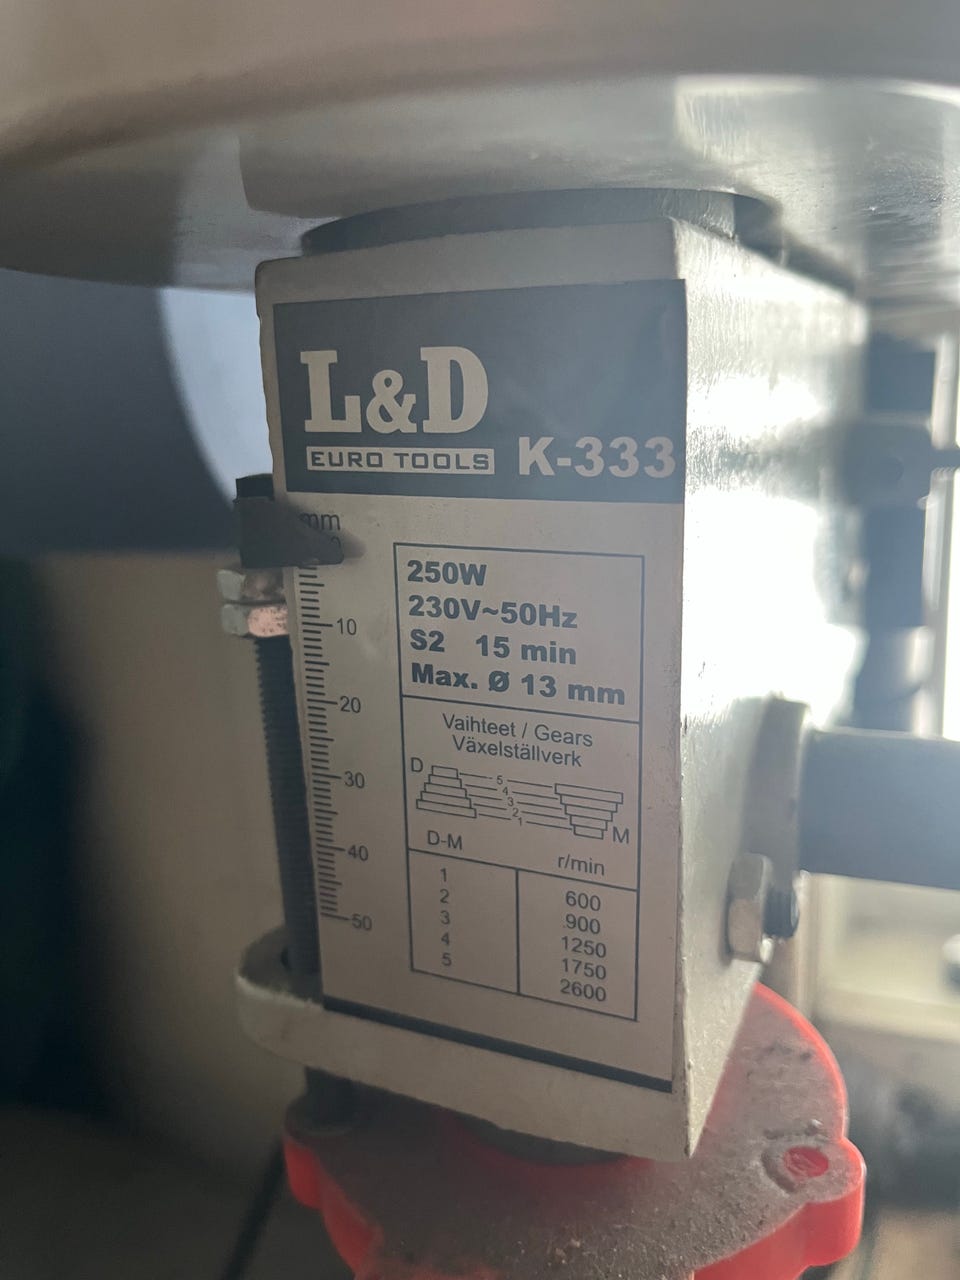 L&D
EURO TOOLS K-333
mm
10
20
30
40
50
250W
230V~50Hz
S2 15 min
Max. Ø 13 mm
Vaihteet / Gears
Växelställverk
D
5
4
3
2
1
M
D-M r/min
1 600
2 900
3 1250
4 1750
5 2600